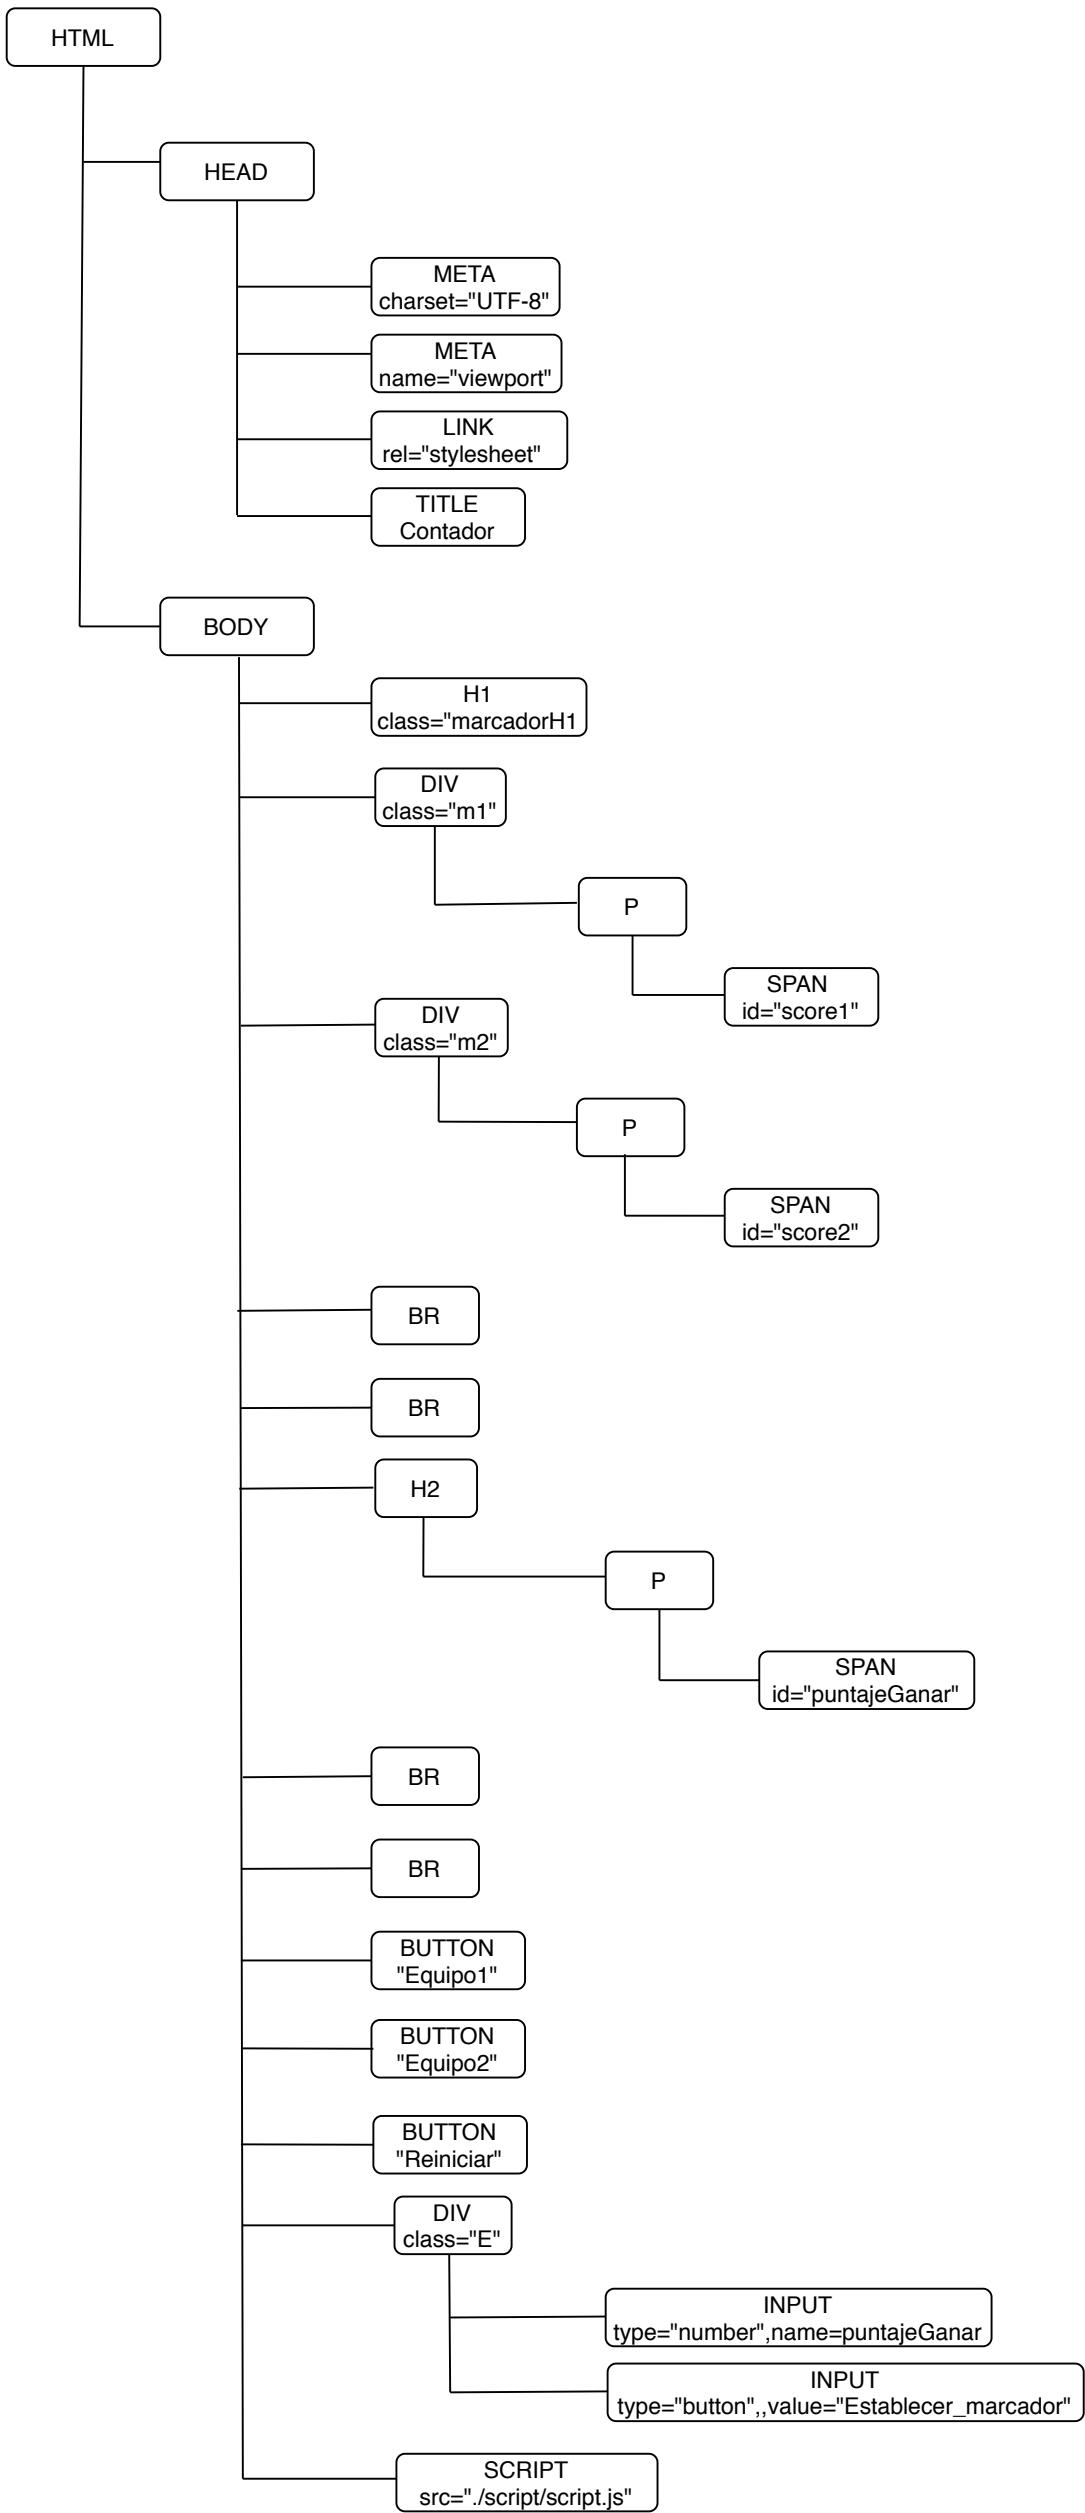 HTML
HEAD
META
charset="UTF-8"
META
name="viewport"
LINK
rel="stylesheet"
TITLE
Contador
BODY
H1
class="marcadorH1
DIV
class="m1"
P
SPAN
id="score1"
DIV
class="m2"
P
SPAN
id="score2"
BR
BR
H2
P
SPAN
id="puntajeGanar"
BR
BR
BUTTON
"Equipo1"
BUTTON
"Equipo2"
BUTTON
"Reiniciar"
DIV
class="E"
INPUT
type="number",name=puntajeGanar
INPUT
type="button",,value="Establecer_marcador"
SCRIPT
src="./script/script.js"